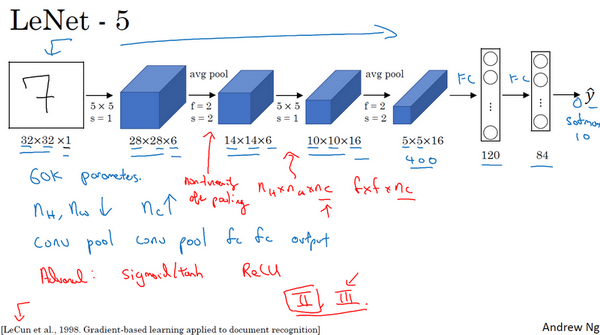 LeNet - 5
avg pool avg pool FC FC
7 5 × 5 f = 2 5 × 5 f = 2 ⋮ ⋮ ŷ
s = 1 s = 2 s = 1 s = 2
32×32 ×1 28×28×6 14×14×6 10×10×16 5×5×16 120 84 10
400
60K parameters.
non-linearity after pooling
n_H × n_W × n_C f×f×n_C
n_H, n_W ↓ n_C ↑
conv pool conv pool fc fc output
Advanced: sigmoid/tanh ReLU
II, III.
[LeCun et al., 1998. Gradient-based learning applied to document recognition]
Andrew Ng